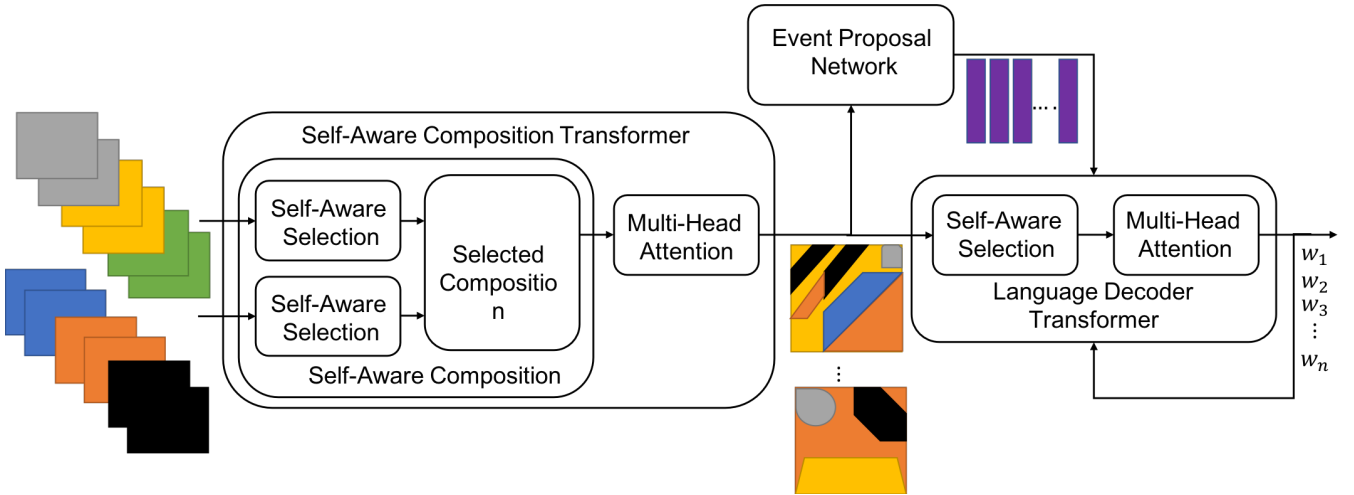 Event Proposal
Network
... .
Self-Aware Composition Transformer
Self-Aware
Selection
Self-Aware
Selection
Selected
Compositio
n
Self-Aware Composition
Multi-Head
Attention
⋮
Self-Aware
Selection
Multi-Head
Attention
Language Decoder
Transformer
w₁
w₂
w₃
⋮
wₙ